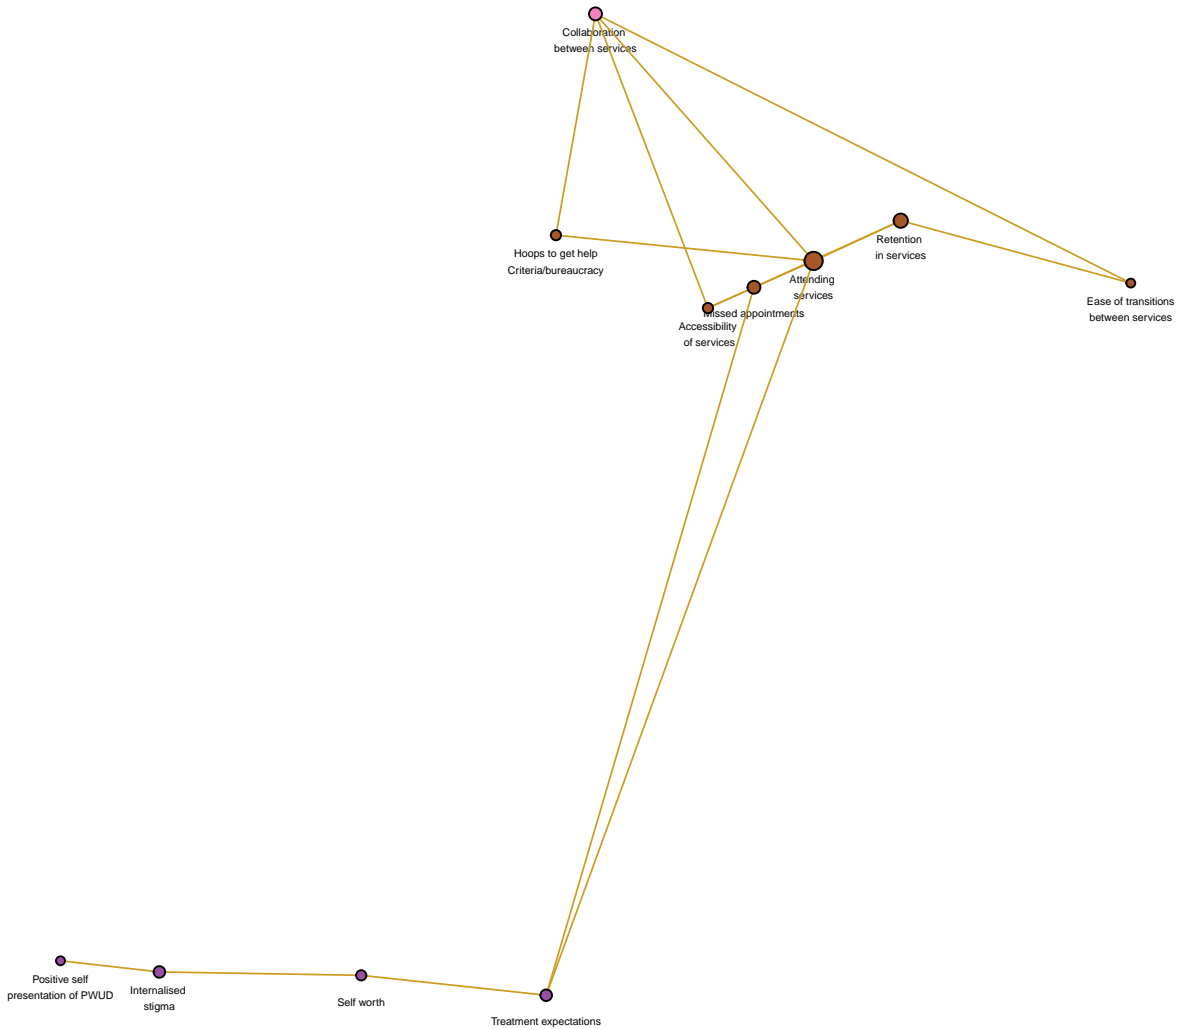 Collaboration
between services
Retention
in services
Hoops to get help
Criteria/bureaucracy
Attending
services
Ease of transitions
between services
Missed appointments
Accessibility
of services
Positive self
presentation of PWUD
Internalised
stigma
Self worth
Treatment expectations